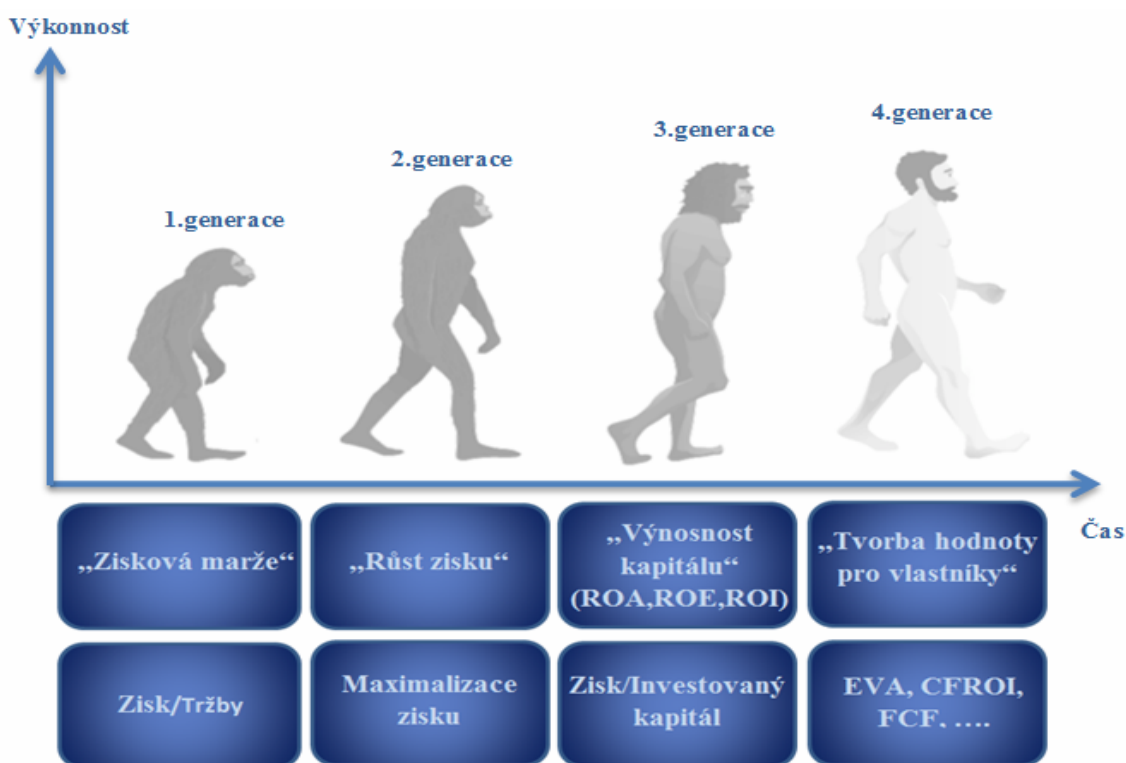 Výkonnost
1.generace
2.generace
3.generace
4.generace
Čas
„Zisková marže“
„Růst zisku“
„Výnosnost
kapitálu“
(ROA,ROE,ROI)
„Tvorba hodnoty
pro vlastníky“
Zisk/Tržby
Maximalizace
zisku
Zisk/Investovaný
kapitál
EVA, CFROI,
FCF, ….